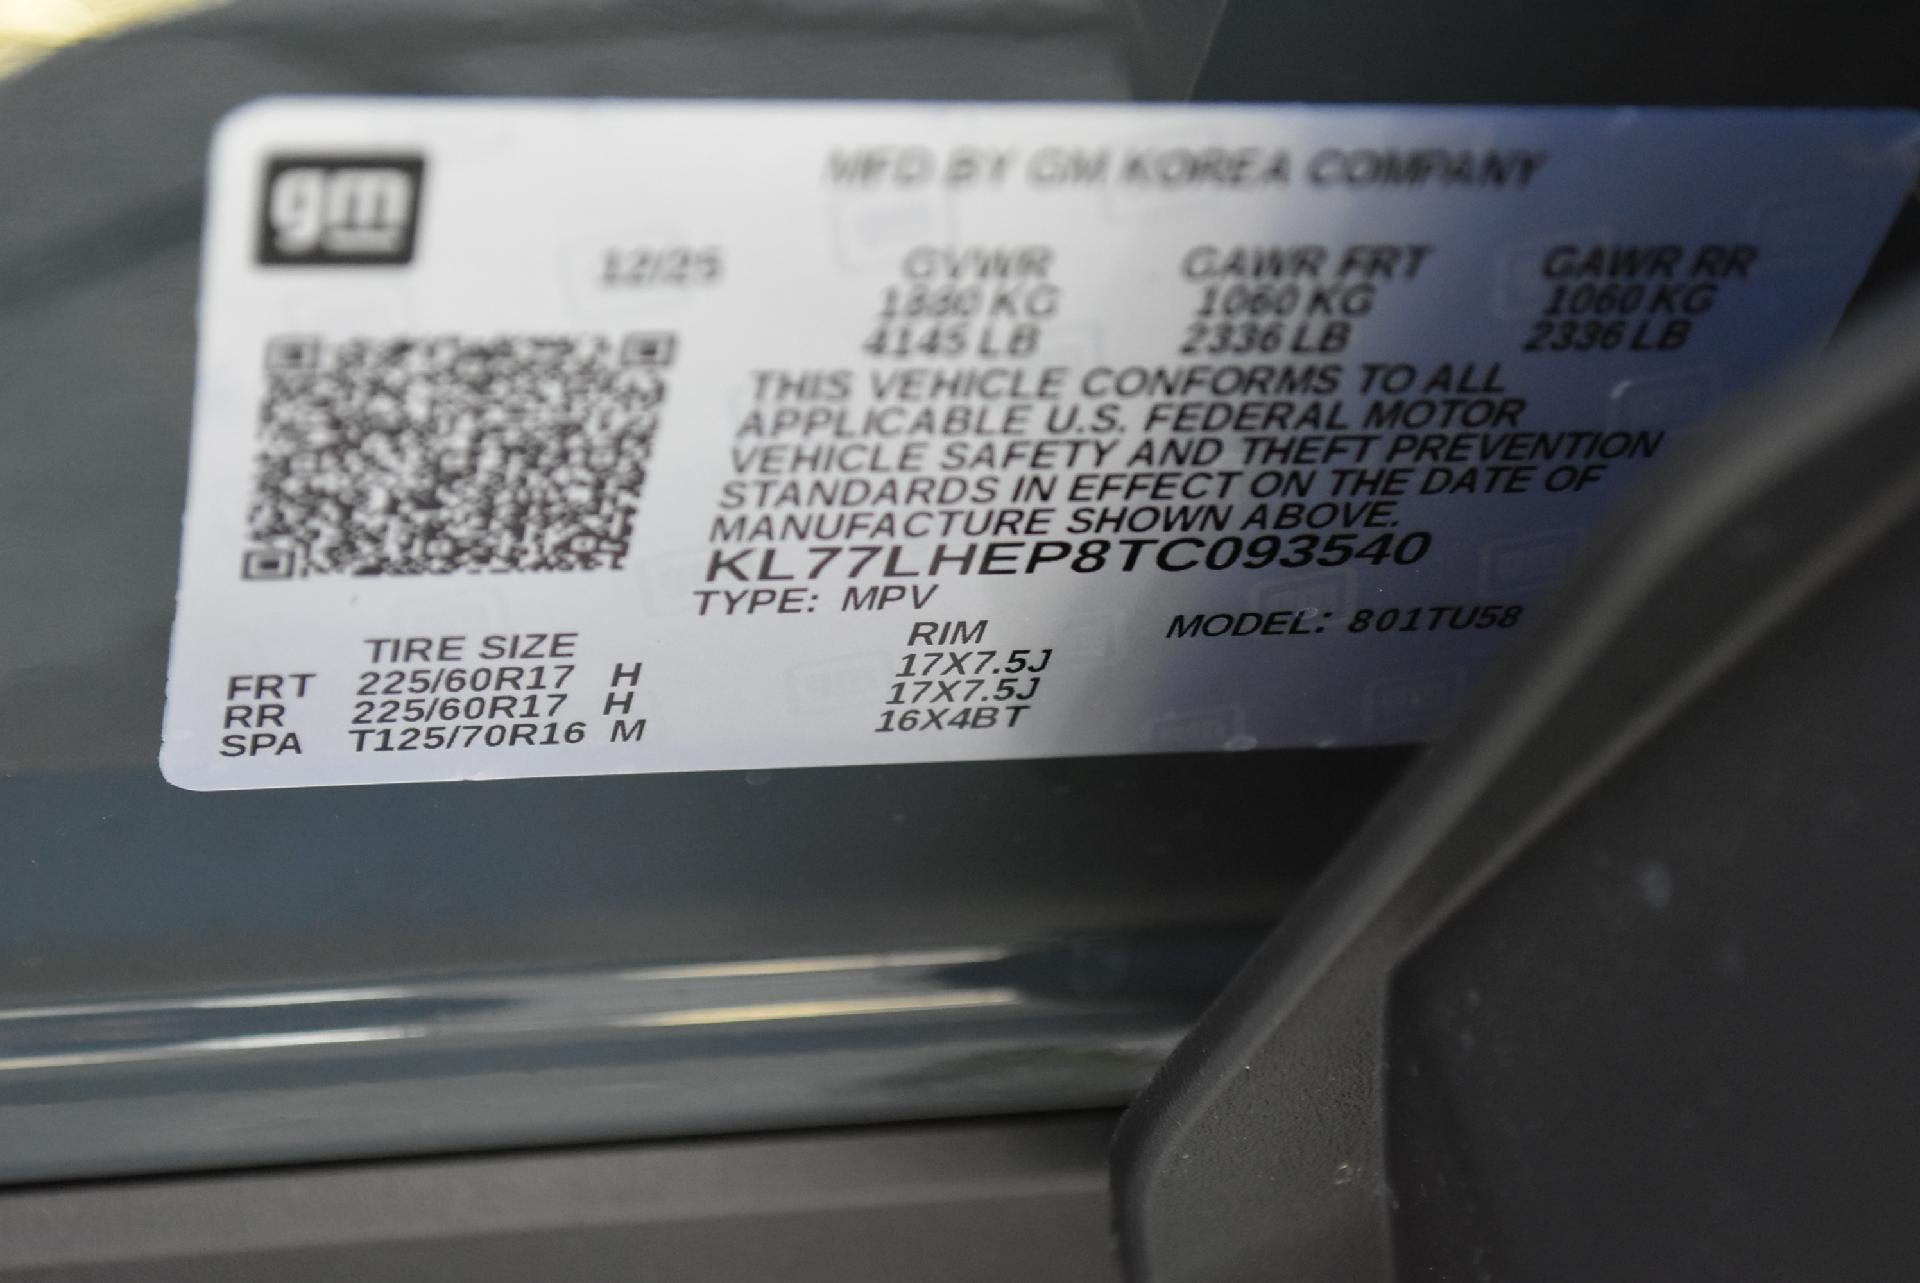 gm
MFD BY GM KOREA COMPANY
12/25 GVWR GAWR FRT GAWR RR
1880 KG 1060 KG 1060 KG
4145 LB 2336 LB 2336 LB
THIS VEHICLE CONFORMS TO ALL
APPLICABLE U.S. FEDERAL MOTOR
VEHICLE SAFETY AND THEFT PREVENTION
STANDARDS IN EFFECT ON THE DATE OF
MANUFACTURE SHOWN ABOVE.
KL77LHEP8TC093540
TYPE: MPV MODEL: 801TU58
TIRE SIZE RIM
FRT 225/60R17 H 17X7.5J
RR 225/60R17 H 17X7.5J
SPA T125/70R16 M 16X4BT